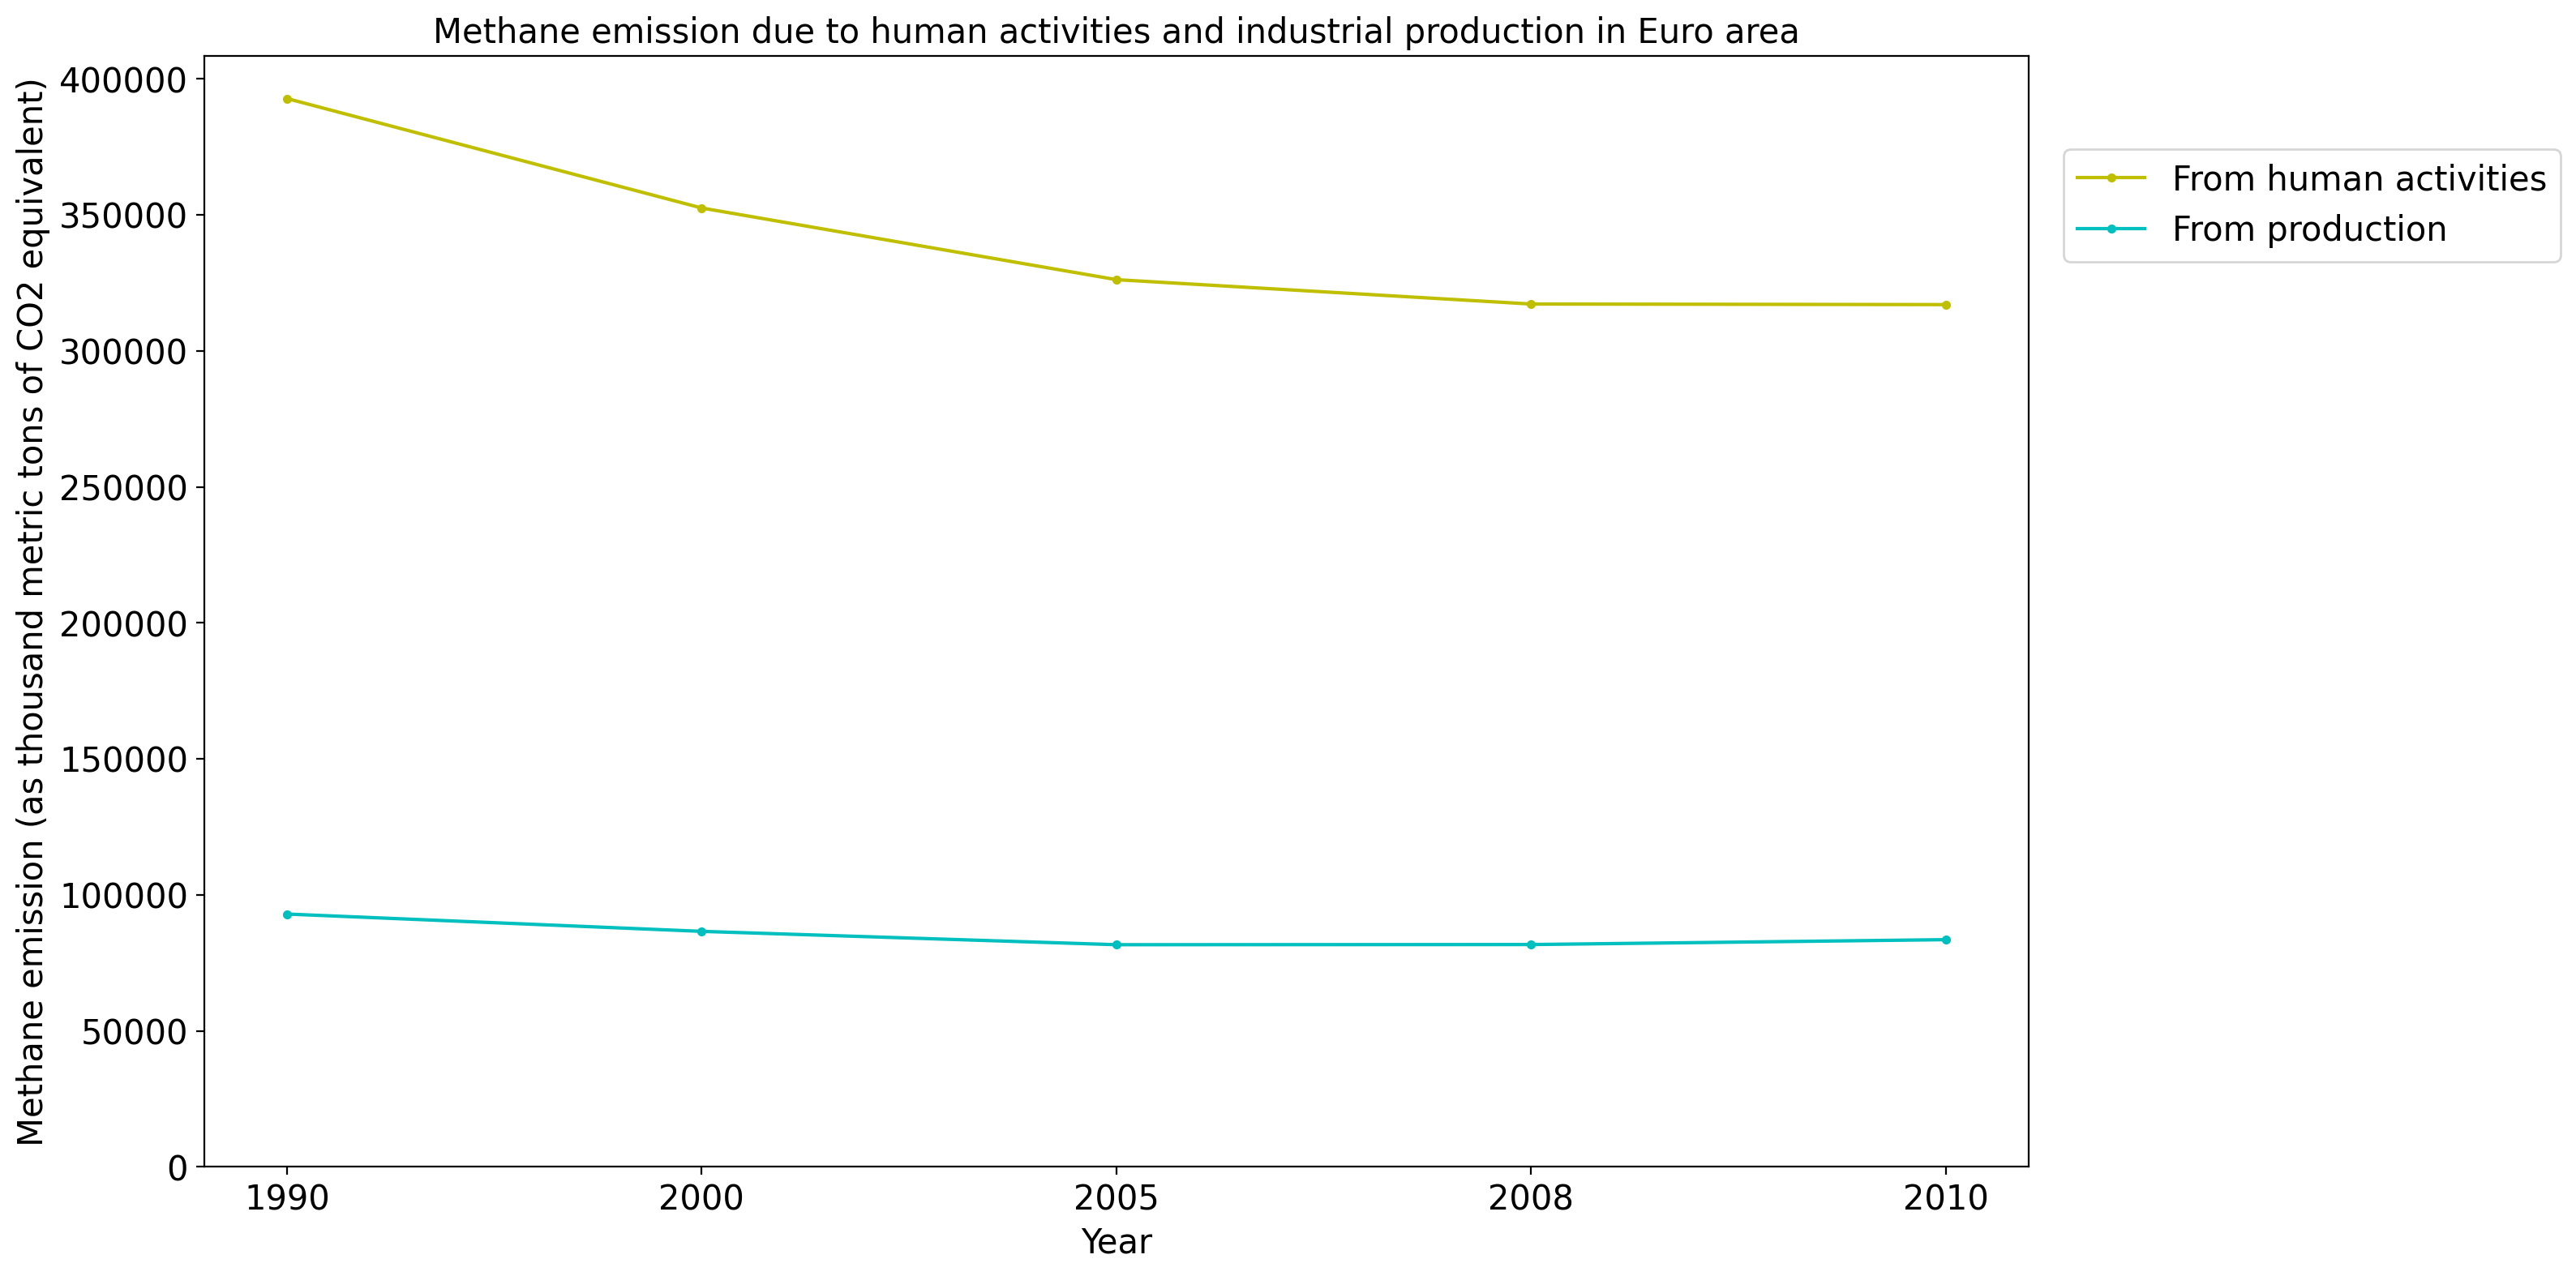 Methane emission due to human activities and industrial production in Euro area
Methane emission (as thousand metric tons of CO2 equivalent)
400000
350000
300000
250000
200000
150000
100000
50000
0
1990 2000 2005 2008 2010
Year
From human activities
From production